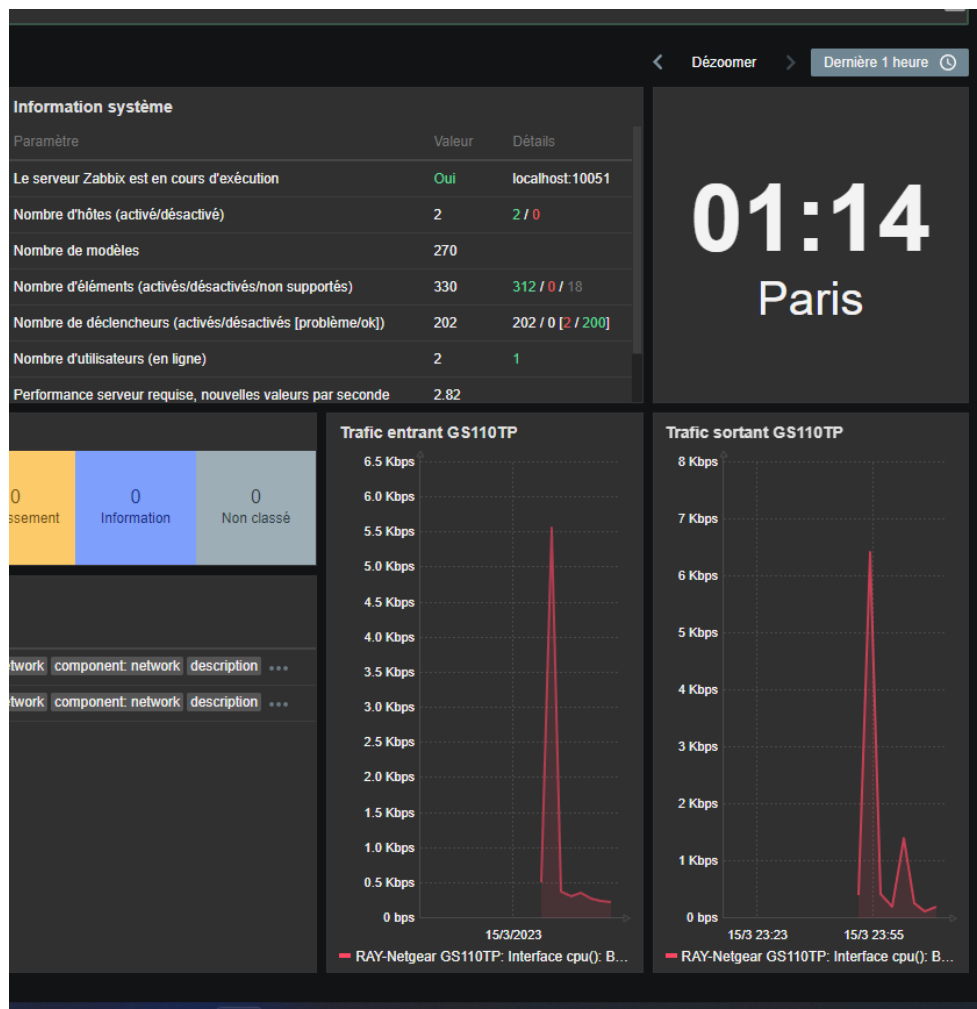 Dézoomer Dernière 1 heure
Information système
Paramètre Valeur Détails
Le serveur Zabbix est en cours d'exécution Oui localhost:10051
Nombre d'hôtes (activé/désactivé) 2 2 / 0
Nombre de modèles 270
Nombre d'éléments (activés/désactivés/non supportés) 330 312 / 0 / 18
Nombre de déclencheurs (activés/désactivés [problème/ok]) 202 202 / 0 [2 / 200]
Nombre d'utilisateurs (en ligne) 2 1
Performance serveur requise, nouvelles valeurs par seconde 2.82
01:14
Paris
0 0 0
ssement Information Non classé
twork component: network description
twork component: network description
Trafic entrant GS110TP
6.5 Kbps
6.0 Kbps
5.5 Kbps
5.0 Kbps
4.5 Kbps
4.0 Kbps
3.5 Kbps
3.0 Kbps
2.5 Kbps
2.0 Kbps
1.5 Kbps
1.0 Kbps
0.5 Kbps
0 bps
15/3/2023
RAY-Netgear GS110TP: Interface cpu(): B...
Trafic sortant GS110TP
8 Kbps
7 Kbps
6 Kbps
5 Kbps
4 Kbps
3 Kbps
2 Kbps
1 Kbps
0 bps
15/3 23:23 15/3 23:55
RAY-Netgear GS110TP: Interface cpu(): B...